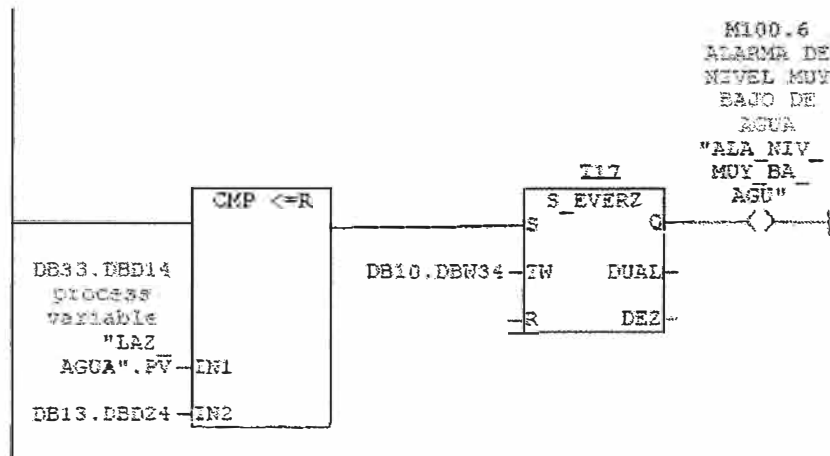 M100.6
ALARMA DE
NIVEL MUY
BAJO DE
AGUA
"ALA_NIV_
MUY_BA_
AGU"
T17
CMP <=R
S_EVERZ
S
Q
DB33.DBD14
process
variable
"LAZ_
AGUA".PV
IN1
DB10.DBW34
TW
DUAL
R
DEZ
DB13.DBD24
IN2